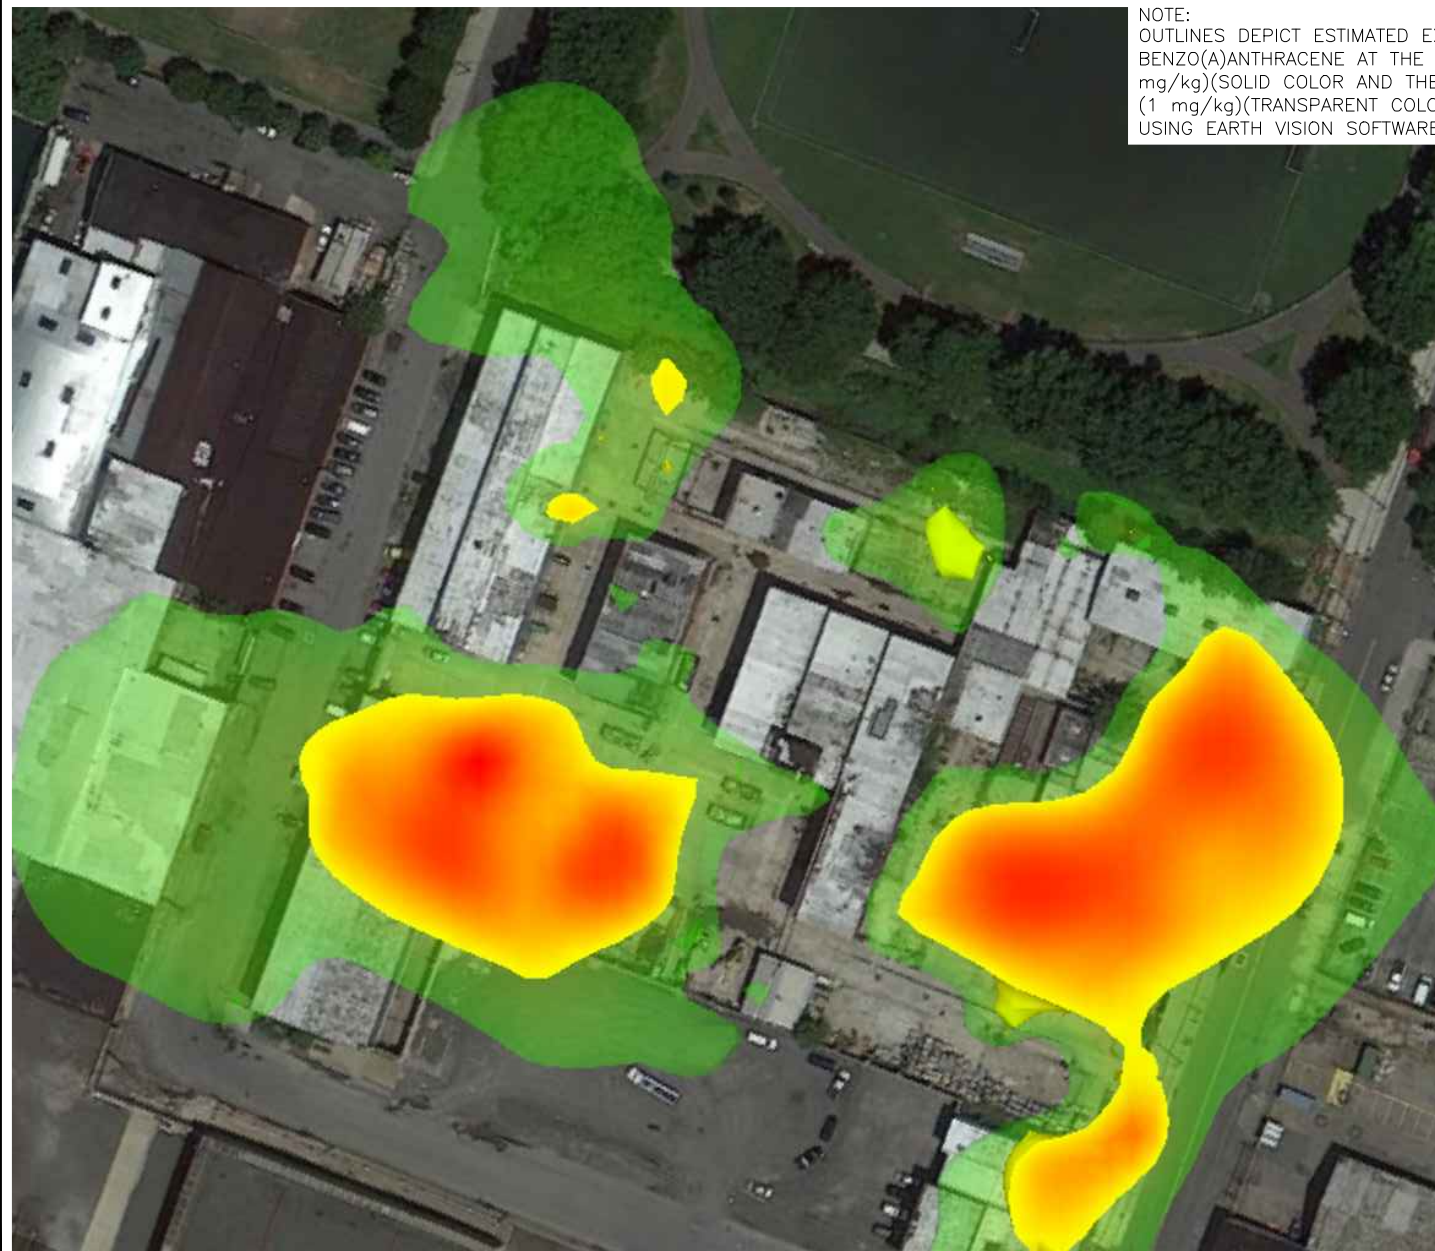 NOTE:
OUTLINES DEPICT ESTIMATED
BENZO(A)ANTHRACENE AT THE
mg/kg)(SOLID COLOR AND THE
(1 mg/kg)(TRANSPARENT
USING EARTH VISION SOFTWARE